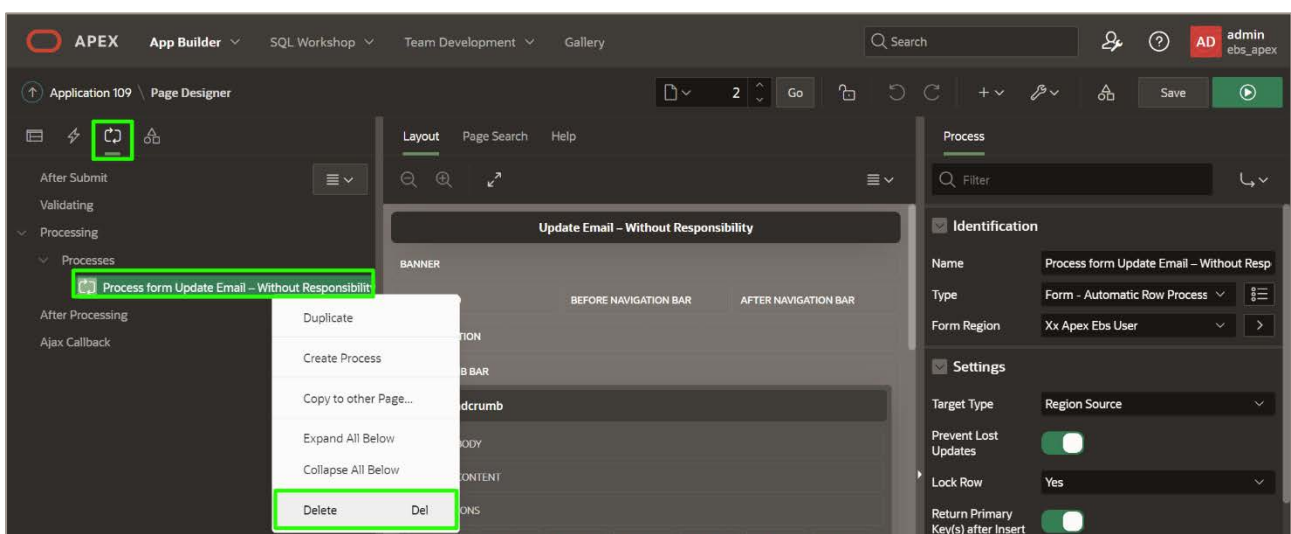 APEX App Builder SQL Workshop Team Development Gallery Search AD admin
ebs_apex
Application 109 \ Page Designer 2 Go Save
Layout Page Search Help Process
After Submit
Filter
Validating
Processing
Update Email – Without Responsibility
Identification
Processes
BANNER
Name Process form Update Email – Without Resp
Process form Update Email – Without Responsibilit
BEFORE NAVIGATION BAR AFTER NAVIGATION BAR
Type Form - Automatic Row Process
After Processing
Duplicate
Form Region Xx Apex Ebs User
Ajax Callback
TION
Create Process
B BAR
Settings
Copy to other Page...
dcrumb
Target Type Region Source
Expand All Below
BODY
Prevent Lost
Updates
Collapse All Below
CONTENT
Lock Row Yes
Delete Del
ONS
Return Primary
Key(s) after Insert